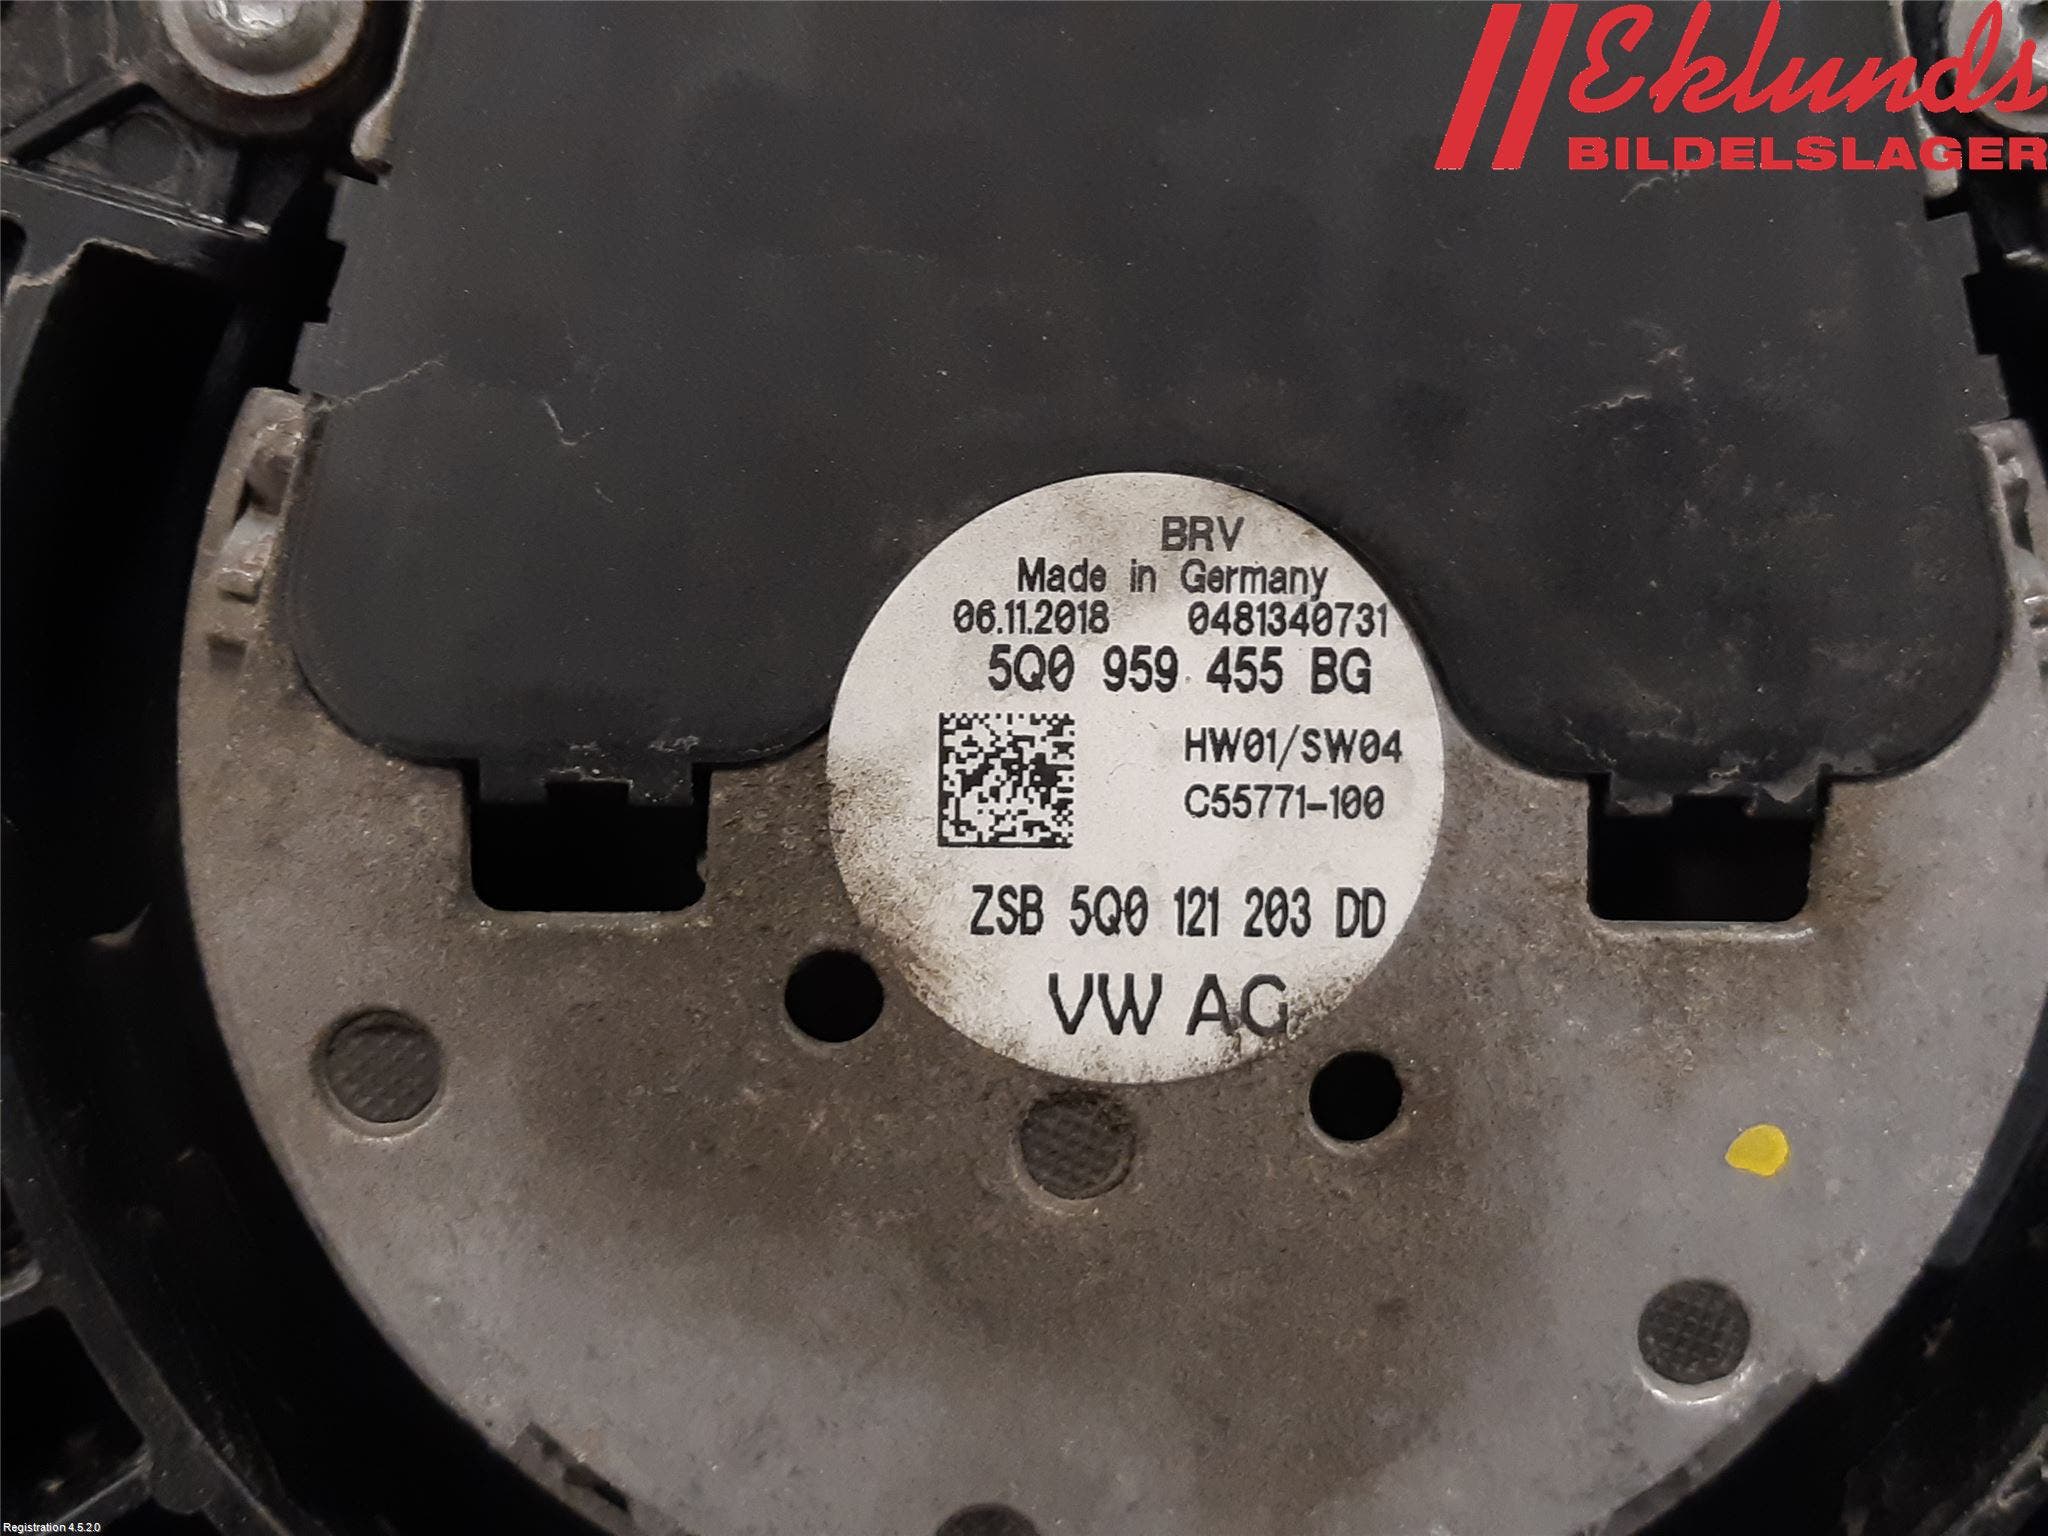 Eklunds
BILDELSLAGER
BRV
Made in Germany
06.11.2018 0481340731
5Q0 959 455 BG
HW01/SW04
C55771-100
ZSB 5Q0 121 203 DD
VW AG
Registration 4.5.2.0